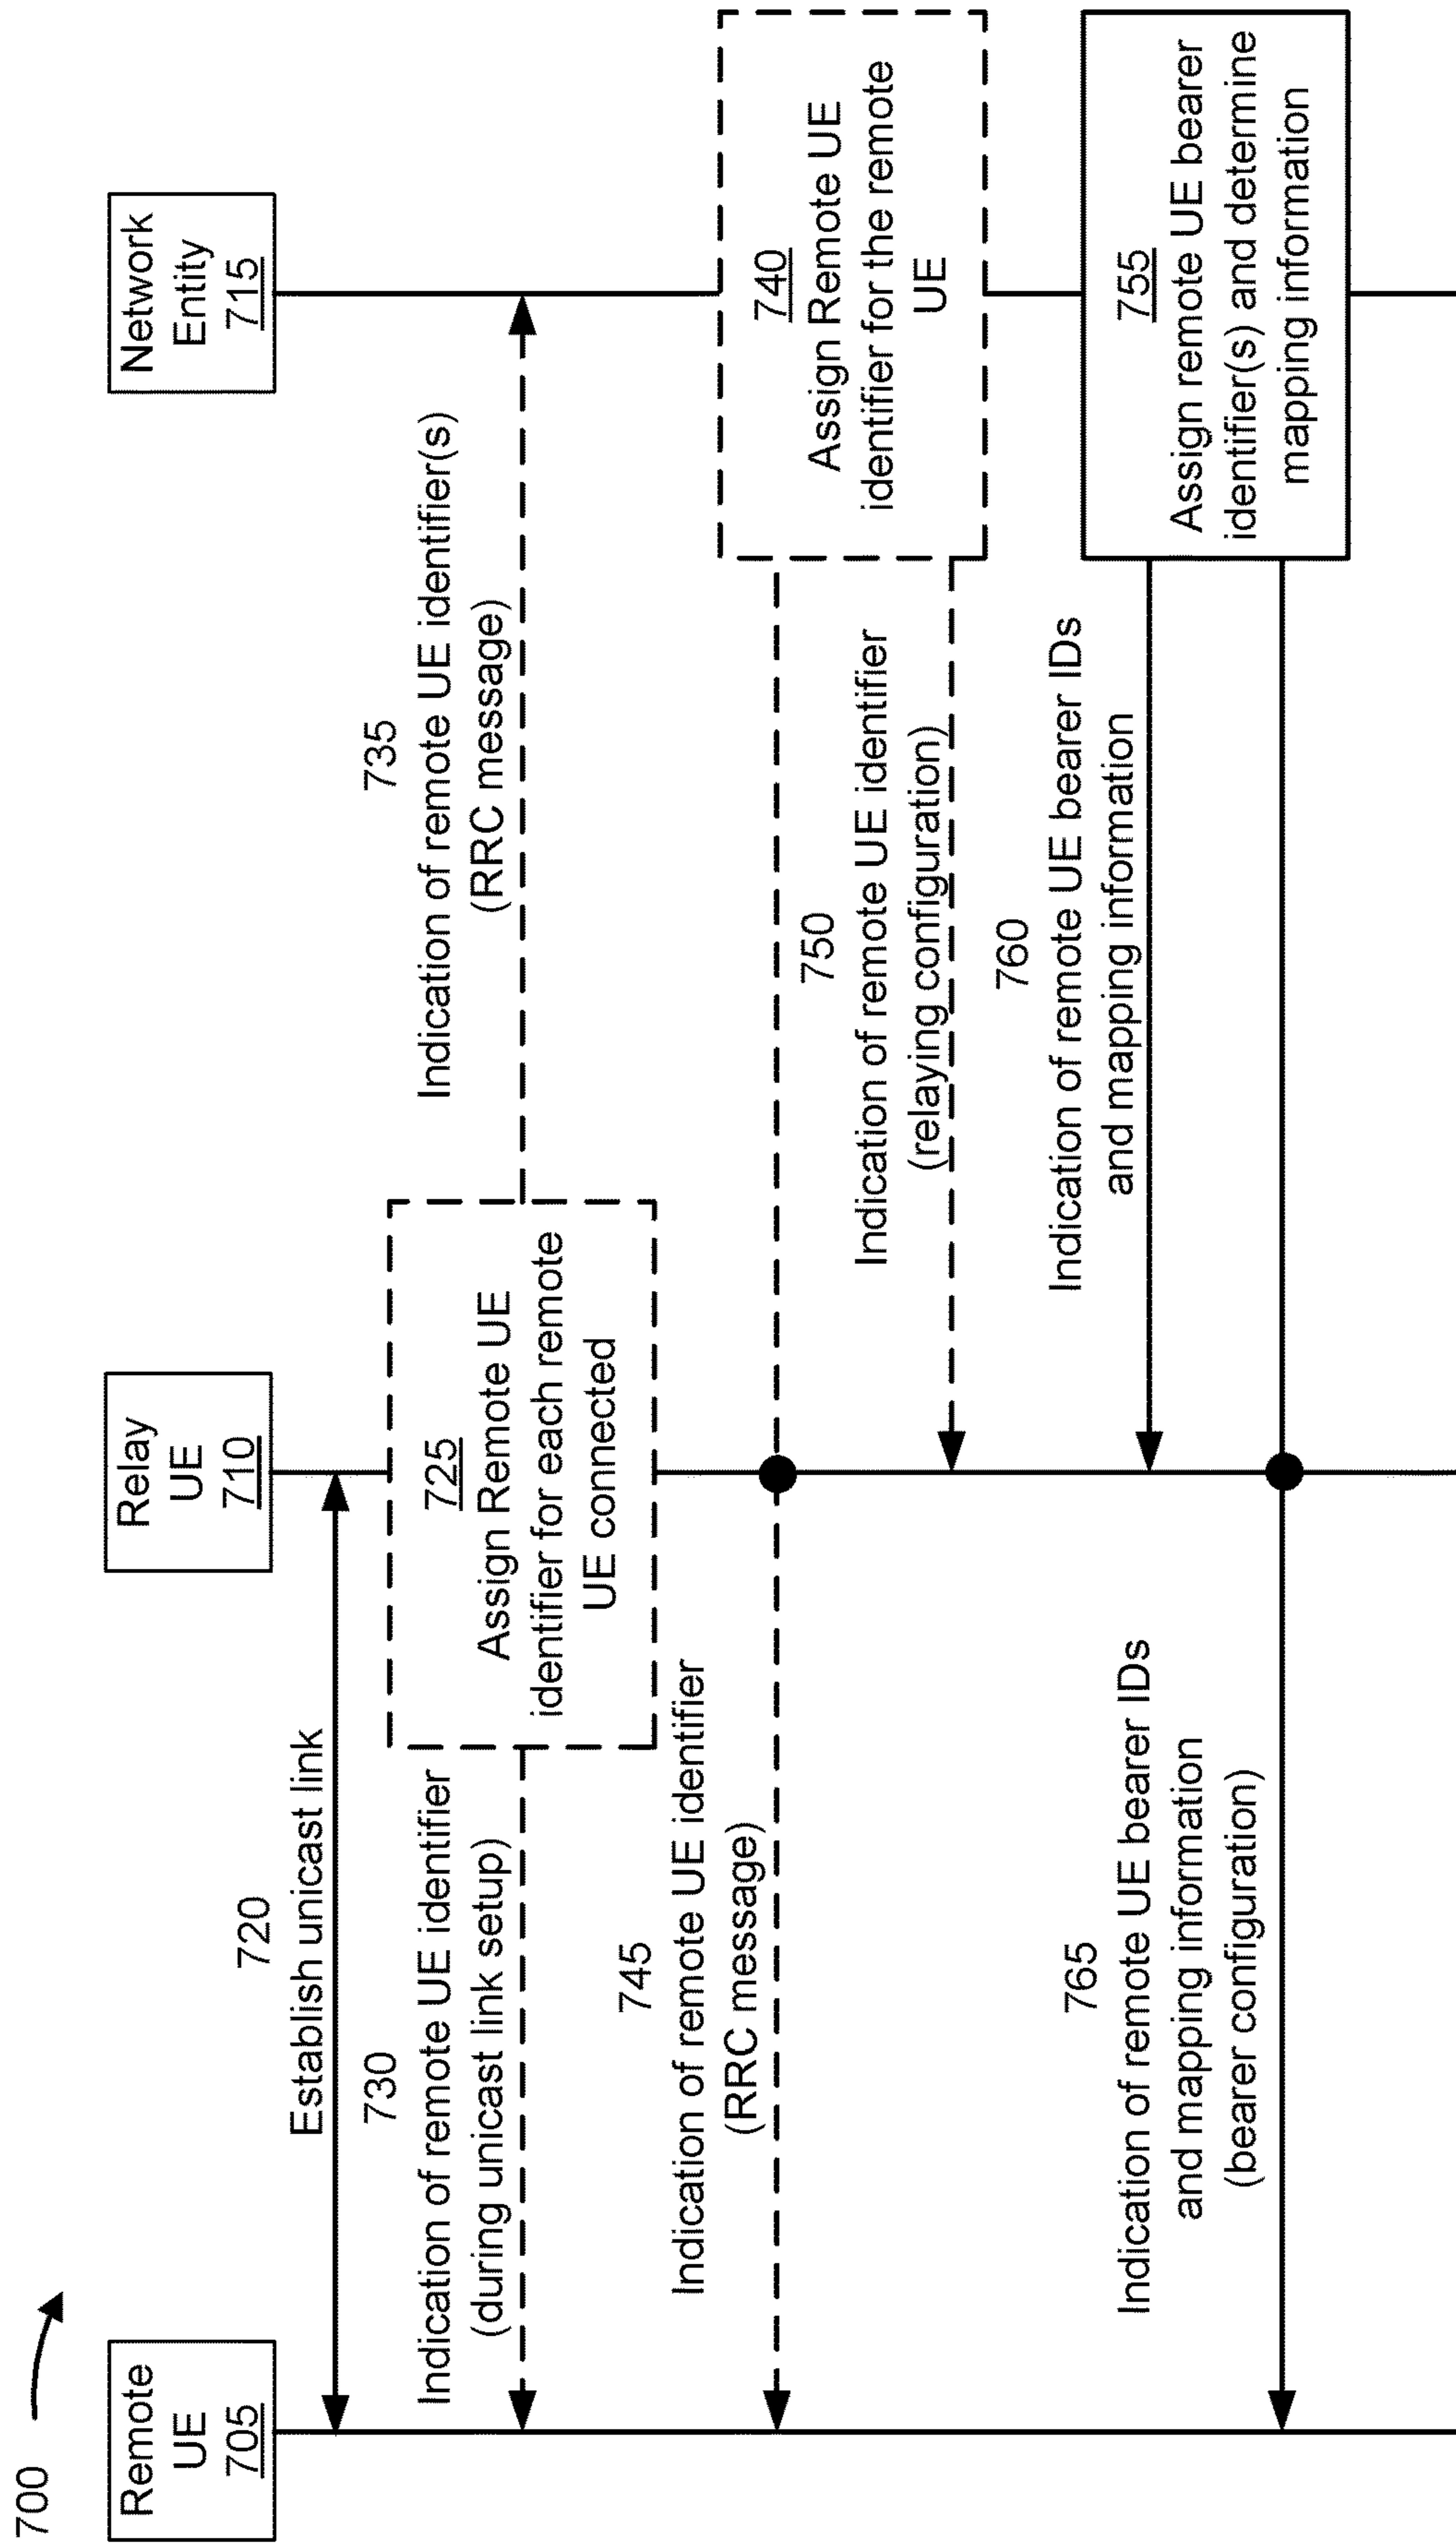 700
Remote
UE
705
Relay
UE
710
Network
Entity
715
720
Establish unicast link
725
Assign Remote UE
identifier for each remote
UE connected
730
Indication of remote UE identifier
(during unicast link setup)
735
Indication of remote UE identifier(s)
(RRC message)
740
Assign Remote UE
identifier for the remote
UE
745
Indication of remote UE identifier
(RRC message)
750
Indication of remote UE identifier
(relaying configuration)
755
Assign remote UE bearer
identifier(s) and determine
mapping information
760
Indication of remote UE bearer IDs
and mapping information
765
Indication of remote UE bearer IDs
and mapping information
(bearer configuration)